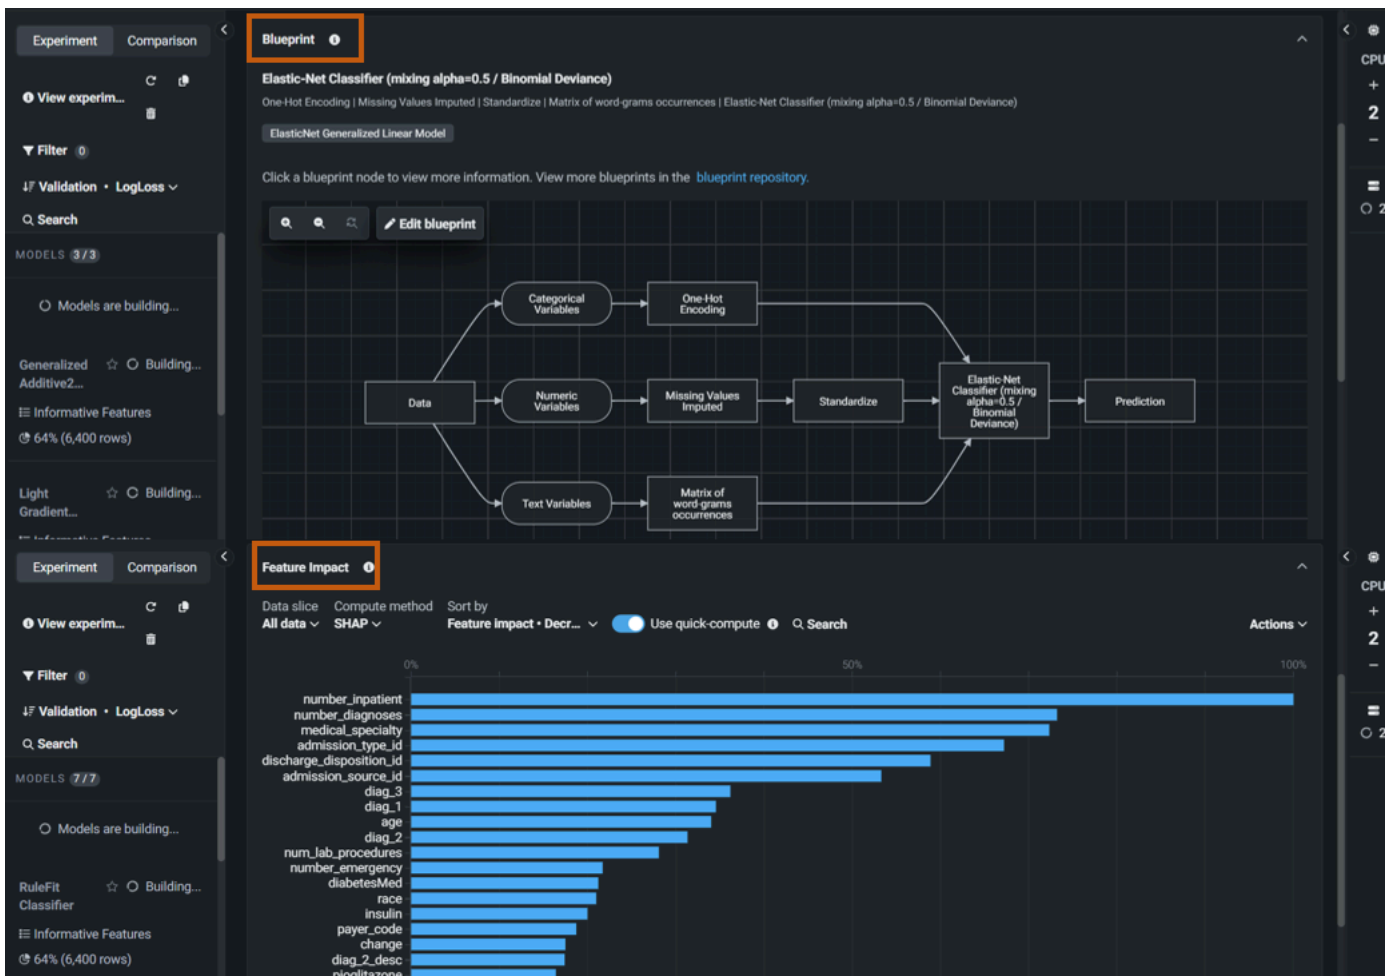 Experiment Comparison
View experim...
Filter 0
Validation • LogLoss
Search
MODELS 3/3
Models are building...
Generalized Additive2...
Building...
Informative Features
64% (6,400 rows)
Light Gradient...
Building...
Informative Features
Blueprint
Elastic-Net Classifier (mixing alpha=0.5 / Binomial Deviance)
One-Hot Encoding | Missing Values Imputed | Standardize | Matrix of word-grams occurrences | Elastic-Net Classifier (mixing alpha=0.5 / Binomial Deviance)
ElasticNet Generalized Linear Model
Click a blueprint node to view more information. View more blueprints in the blueprint repository.
Edit blueprint
Categorical
Variables
One-Hot
Encoding
Data
Numeric
Variables
Missing Values
Imputed
Standardize
Elastic-Net
Classifier (mixing
alpha=0.5 /
Binomial
Deviance)
Prediction
Text Variables
Matrix of
word-grams
occurrences
CPU
+
2
−
2
Experiment Comparison
View experim...
Filter 0
Validation • LogLoss
Search
MODELS 7/7
Models are building...
RuleFit Classifier
Building...
Informative Features
64% (6,400 rows)
Feature Impact
Data slice Compute method Sort by
All data SHAP Feature impact • Decr... Use quick-compute Search Actions
0% 50% 100%
number_inpatient
number_diagnoses
medical_specialty
admission_type_id
discharge_disposition_id
admission_source_id
diag_3
diag_1
age
diag_2
num_lab_procedures
number_emergency
diabetesMed
race
insulin
payer_code
change
diag_2_desc
pioglitazone
CPU
+
2
−
2